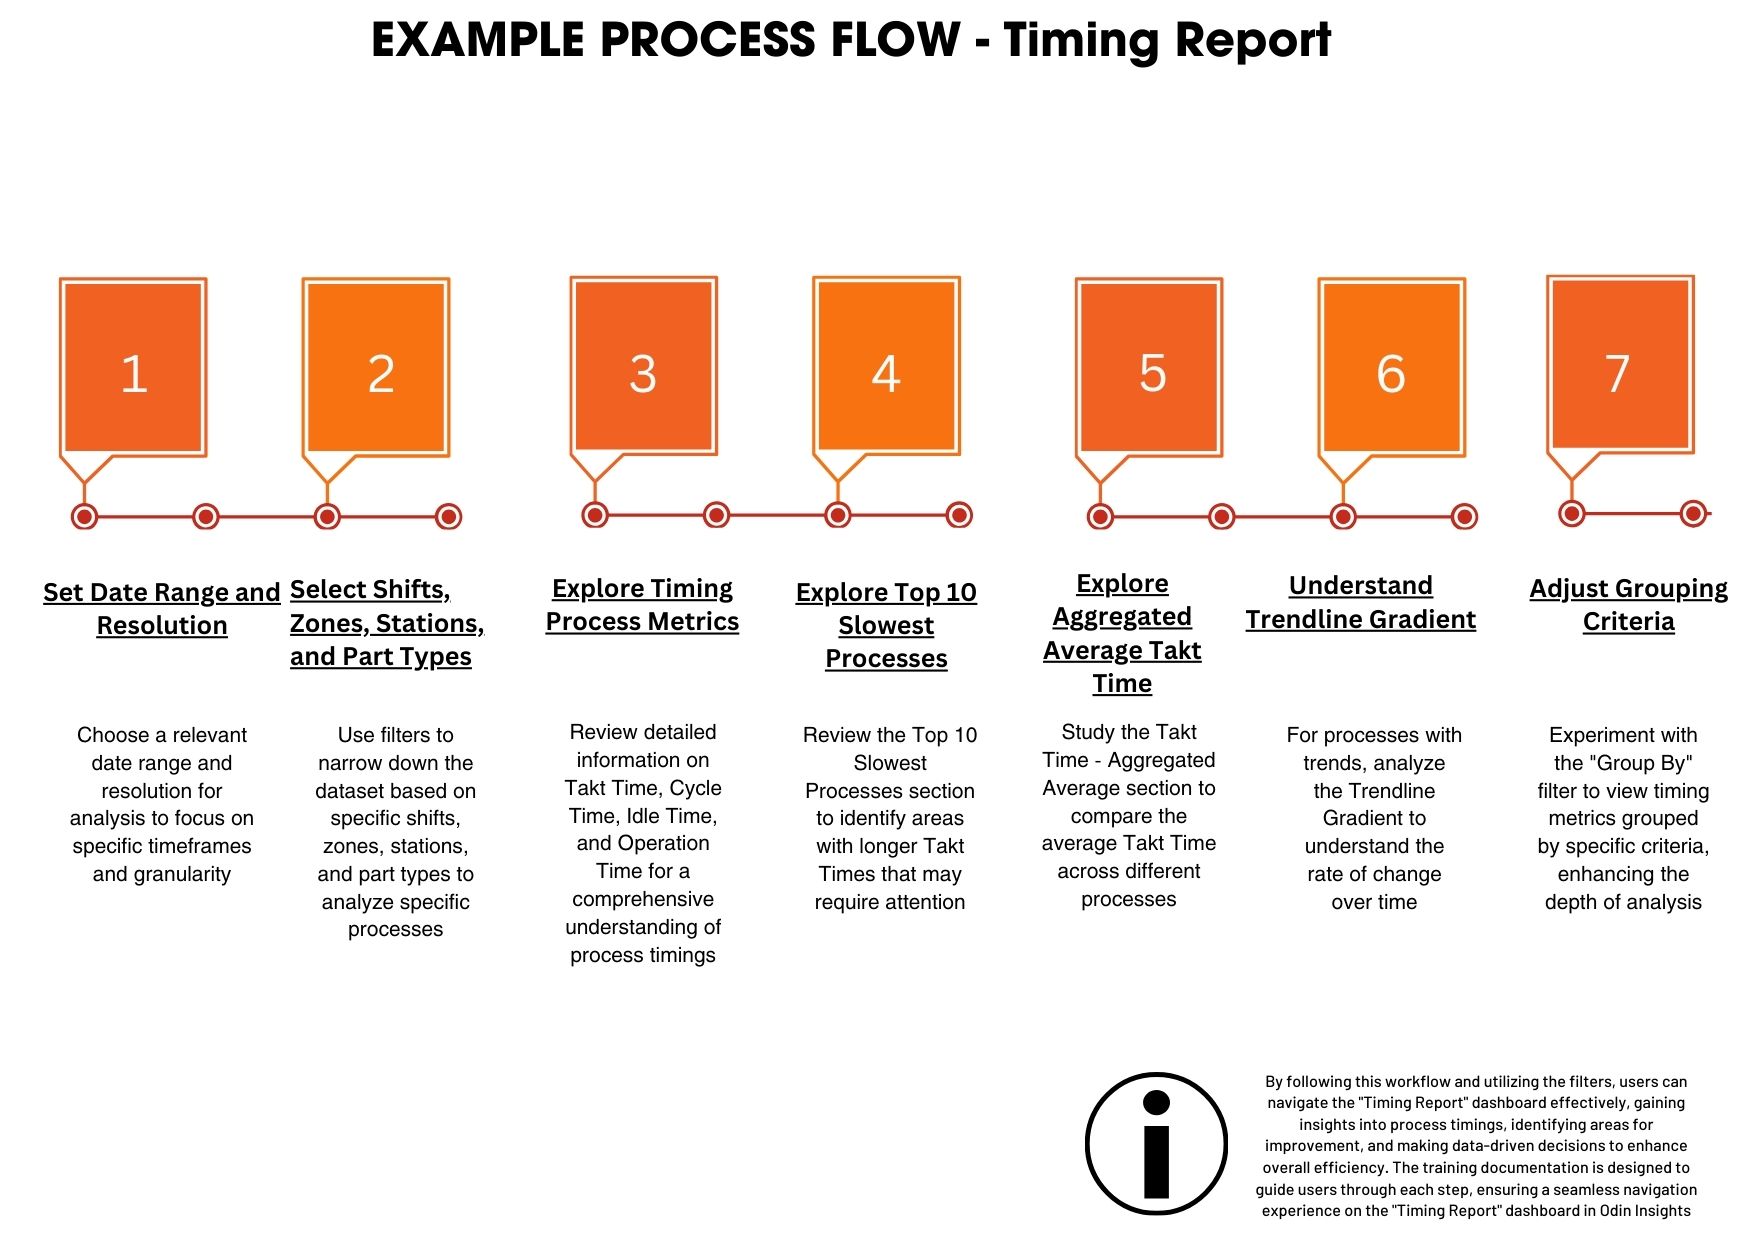 EXAMPLE PROCESS FLOW - Timing Report
1
2
3
4
5
6
7
Set Date Range and
Resolution
Choose a relevant
date range and
resolution for
analysis to focus on
specific timeframes
and granularity
Select Shifts,
Zones, Stations,
and Part Types
Use filters to
narrow down the
dataset based on
specific shifts,
zones, stations,
and part types to
analyze specific
processes
Explore Timing
Process Metrics
Review detailed
information on
Takt Time, Cycle
Time, Idle Time,
and Operation
Time for a
comprehensive
understanding of
process timings
Explore Top 10
Slowest
Processes
Review the Top 10
Slowest
Processes section
to identify areas
with longer Takt
Times that may
require attention
Explore
Aggregated
Average Takt
Time
Study the Takt
Time - Aggregated
Average section to
compare the
average Takt Time
across different
processes
Understand
Trendline Gradient
For processes with
trends, analyze
the Trendline
Gradient to
understand the
rate of change
over time
Adjust Grouping
Criteria
Experiment with
the "Group By"
filter to view timing
metrics grouped
by specific criteria,
enhancing the
depth of analysis
By following this workflow and utilizing the filters, users can
navigate the "Timing Report" dashboard effectively, gaining
insights into process timings, identifying areas for
improvement, and making data-driven decisions to enhance
overall efficiency. The training documentation is designed to
guide users through each step, ensuring a seamless navigation
experience on the "Timing Report" dashboard in Odin Insights